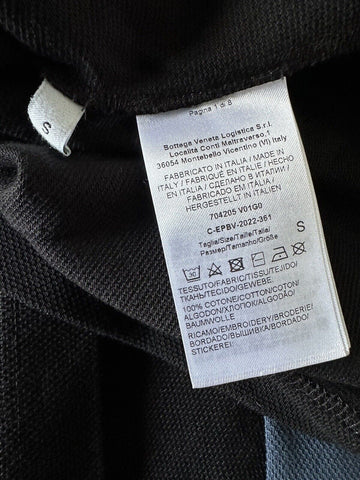 Pagina 1 di 8
Bottega Veneta Logistica S.r.l.
Località Conti Maltraverso,1
36054 Montebello Vicentino (VI) Italy
FABRICATO IN ITALIA / MADE IN
ITALY / FABRIQUÉ EN ITALIE / HECHO
EN ITALIA / СДЕЛАНО В ИТАЛИИ /
FABRICADO EM ITÁLIA /
HERGESTELLT IN ITALIEN
704205 V01G0
C-EPBV-2022-361
Taglia/Size/Taille/Talla/
Размер/Tamanho/Größe
S
30
TESSUTO/FABRIC/TISSU/TEJIDO/
ТКАНЬ/TECIDO/GEWEBE:
100% COTONE/COTTON/COTON/
ALGODON/ХЛОПОК/ALGODÃO/
BAUMWOLLE
RICAMO/EMBROIDERY/BRODERIE/
BORDADO/ВЫШИВКА/BORDADO/
STICKEREI:
S